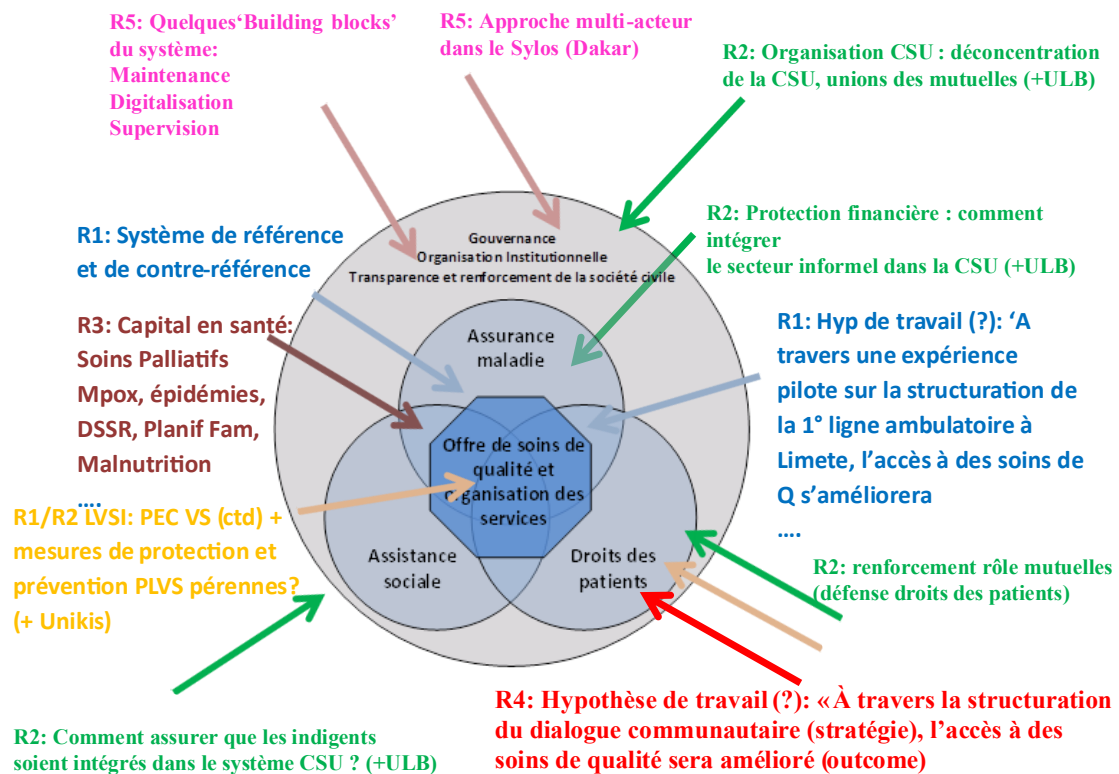 R5: Quelques‘Building blocks’
du système:
Maintenance
Digitalisation
Supervision
R5: Approche multi-acteur
dans le Sylos (Dakar)
R2: Organisation CSU : déconcentration
de la CSU, unions des mutuelles (+ULB)
R2: Protection financière : comment
intégrer
le secteur informel dans la CSU (+ULB)
R1: Système de référence
et de contre-référence
Gouvernance
Organisation Institutionnelle
Transparence et renforcement de la société civile
R3: Capital en santé:
Soins Palliatifs
Mpox, épidémies,
DSSR, Planif Fam,
Malnutrition
....
Assurance
maladie
R1: Hyp de travail (?): ‘A
travers une expérience
pilote sur la structuration de
la 1° ligne ambulatoire à
Limete, l’accès à des soins de
Q s’améliorera
....
Offre de soins de
qualité et
organisation des
services
R1/R2 LVSI: PEC VS (ctd) +
mesures de protection et
prévention PLVS pérennes?
(+ Unikis)
Assistance
sociale
Droits des
patients
R2: renforcement rôle mutuelles
(défense droits des patients)
R4: Hypothèse de travail (?): « À travers la structuration
du dialogue communautaire (stratégie), l’accès à des
soins de qualité sera amélioré (outcome)
R2: Comment assurer que les indigents
soient intégrés dans le système CSU ? (+ULB)